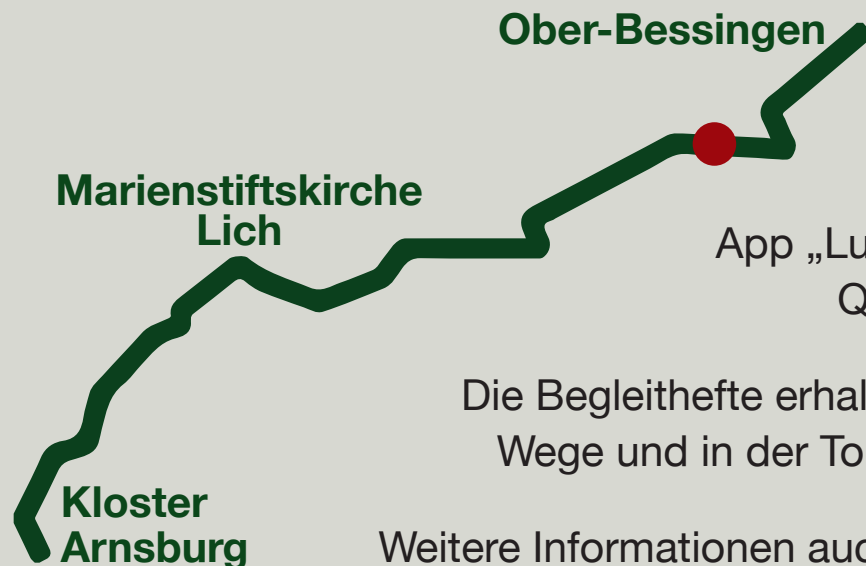 Ober-Bessingen
Marienstiftskirche
Lich
App „Lu
Q
Die Begleithefte erhal
Wege und in der To
Kloster
Arnsburg
Weitere Informationen auc